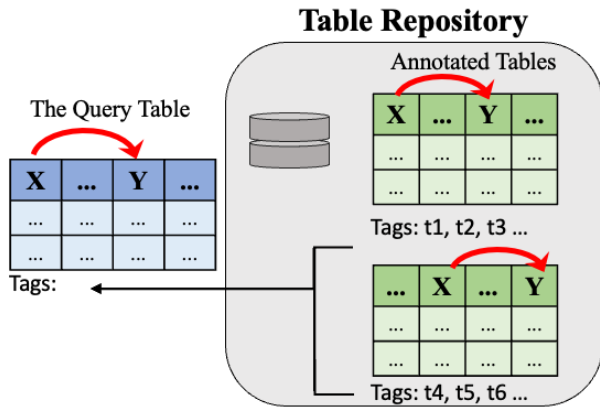 Table Repository
Annotated Tables
The Query Table
X ... Y ...
... ... ... ...
... ... ... ...
Tags:
X ... Y ...
... ... ... ...
... ... ... ...
Tags: t1, t2, t3 ...
... X ... Y
... ... ... ...
... ... ... ...
Tags: t4, t5, t6 ...